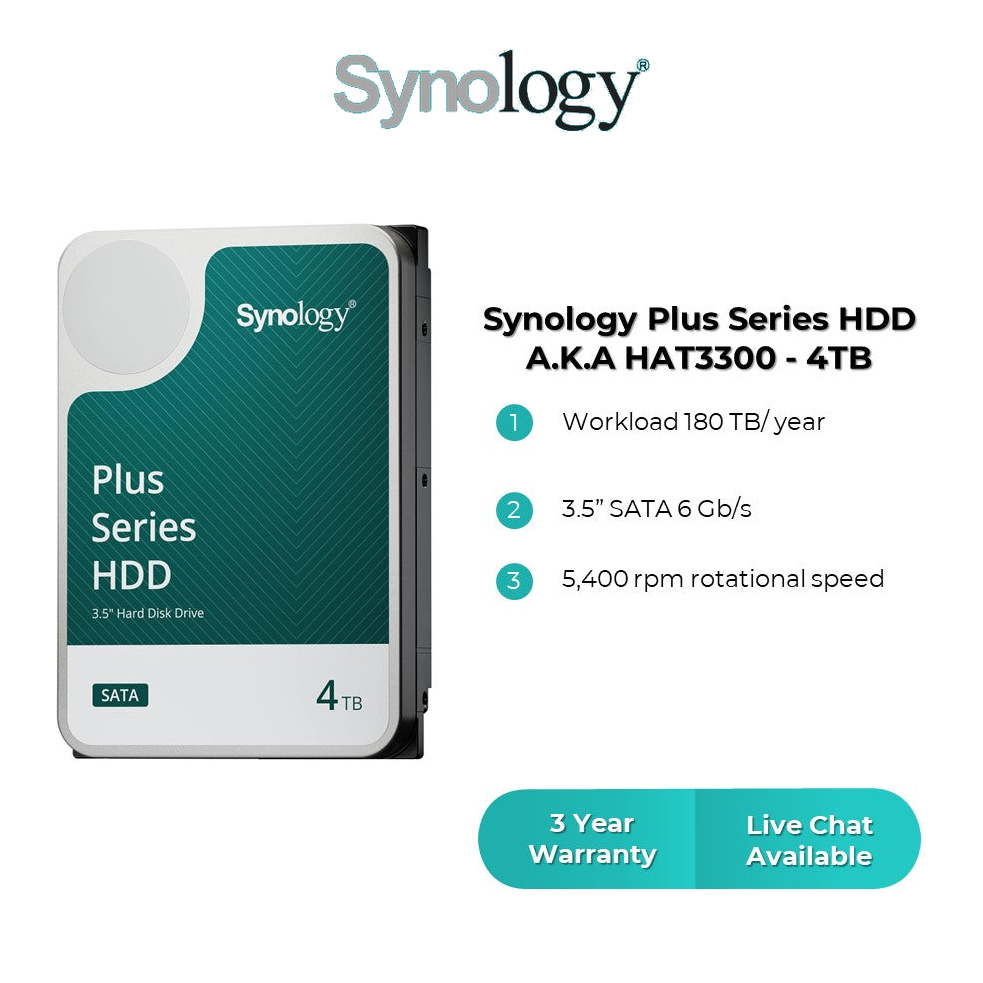 Synology®
Synology®
Plus
Series
HDD
3.5" Hard Disk Drive
SATA
4 TB
Synology Plus Series HDD
A.K.A HAT3300 - 4TB
1 Workload 180 TB/ year
2 3.5” SATA 6 Gb/s
3 5,400 rpm rotational speed
3 Year
Warranty
Live Chat
Available